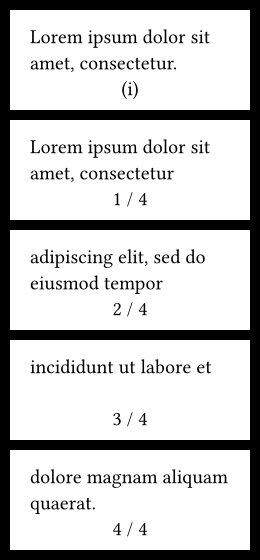 Lorem ipsum dolor sit
amet, consectetur.
(i)
Lorem ipsum dolor sit
amet, consectetur
1 / 4
adipiscing elit, sed do
eiusmod tempor
2 / 4
incididunt ut labore et
3 / 4
dolore magnam aliquam
quaerat.
4 / 4